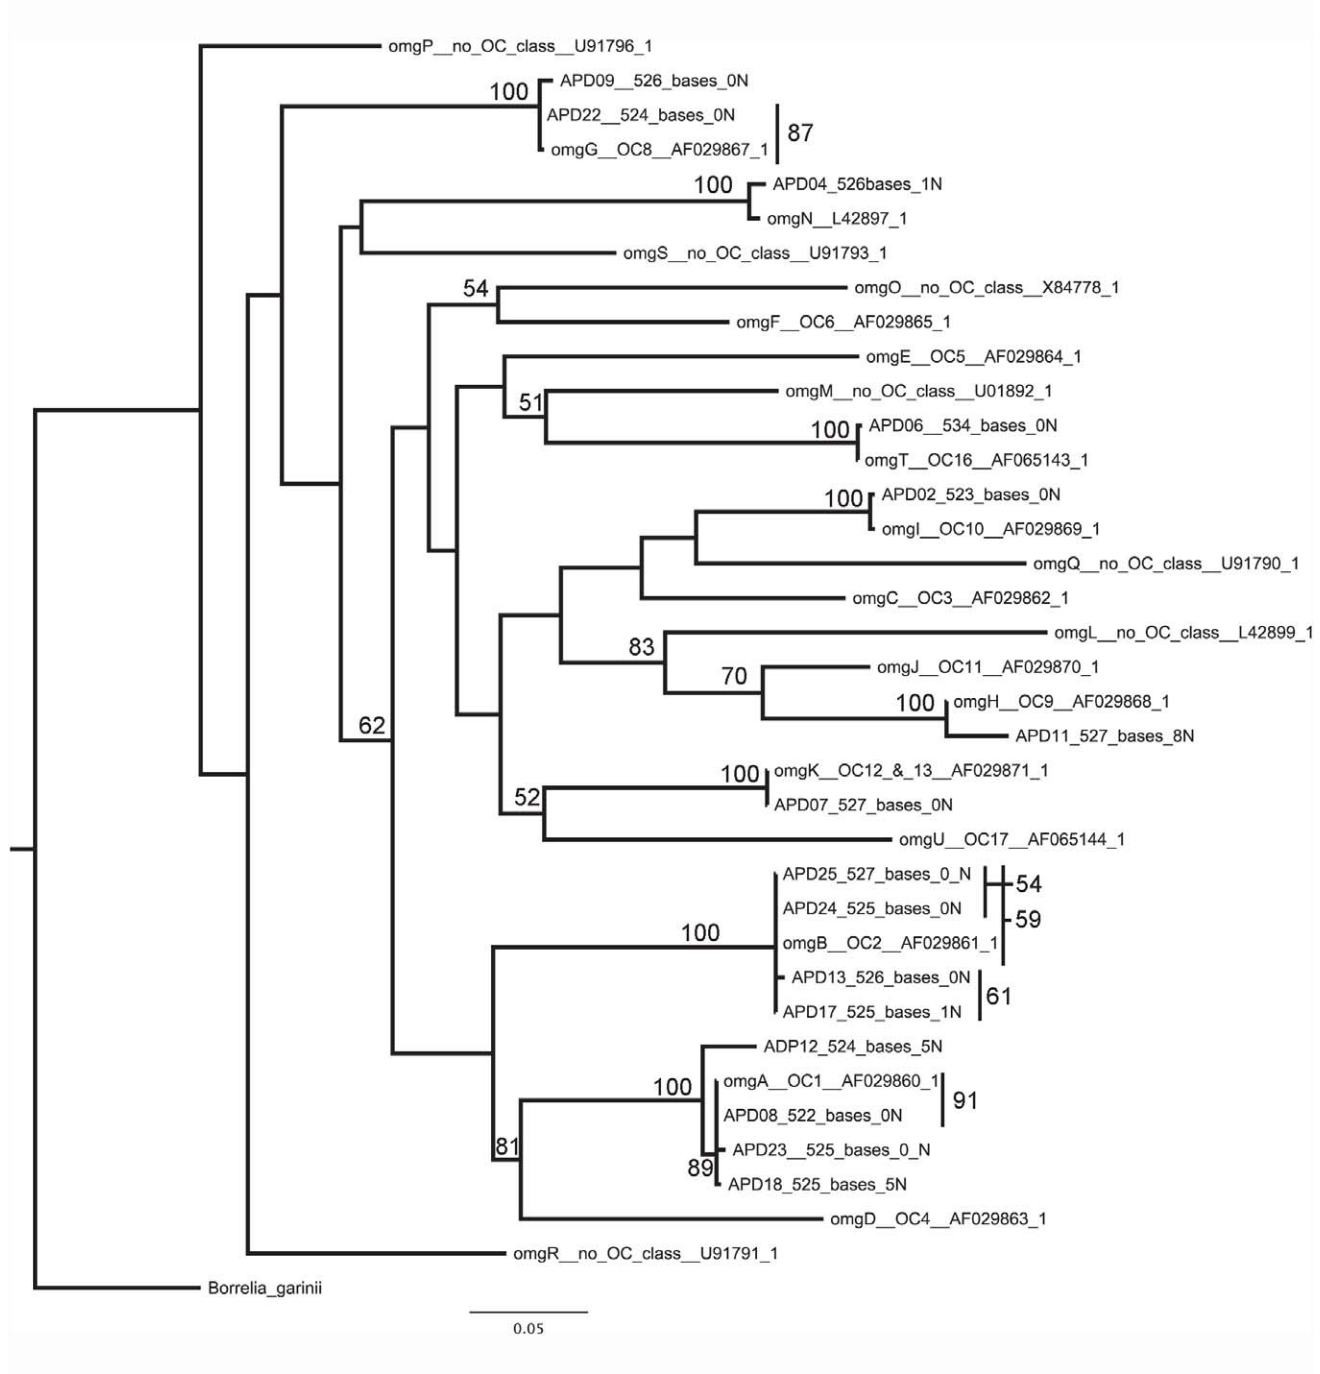 omgP__no_OC_class__U91796_1
APD09__526_bases_0N
100
APD22__524_bases_0N
87
omgG__OC8__AF029867_1
100
APD04_526bases_1N
omgN__L42897_1
omgS__no_OC_class__U91793_1
54
omgO__no_OC_class__X84778_1
omgF__OC6__AF029865_1
omgE__OC5__AF029864_1
omgM__no_OC_class__U01892_1
51
100
APD06__534_bases_0N
omgT__OC16__AF065143_1
100
APD02_523_bases_0N
omgI__OC10__AF029869_1
omgQ__no_OC_class__U91790_1
omgC__OC3__AF029862_1
omgL__no_OC_class__L42899_1
83
70
omgJ__OC11__AF029870_1
100
omgH__OC9__AF029868_1
APD11_527_bases_8N
62
100
omgK__OC12_&_13__AF029871_1
52
APD07_527_bases_0N
omgU__OC17__AF065144_1
APD25_527_bases_0_N
54
APD24_525_bases_0N
59
100
omgB__OC2__AF029861_1
APD13_526_bases_0N
61
APD17_525_bases_1N
ADP12_524_bases_5N
100
omgA__OC1__AF029860_1
91
APD08_522_bases_0N
81
APD23__525_bases_0_N
89
APD18_525_bases_5N
omgD__OC4__AF029863_1
omgR__no_OC_class__U91791_1
Borrelia_garinii
0.05